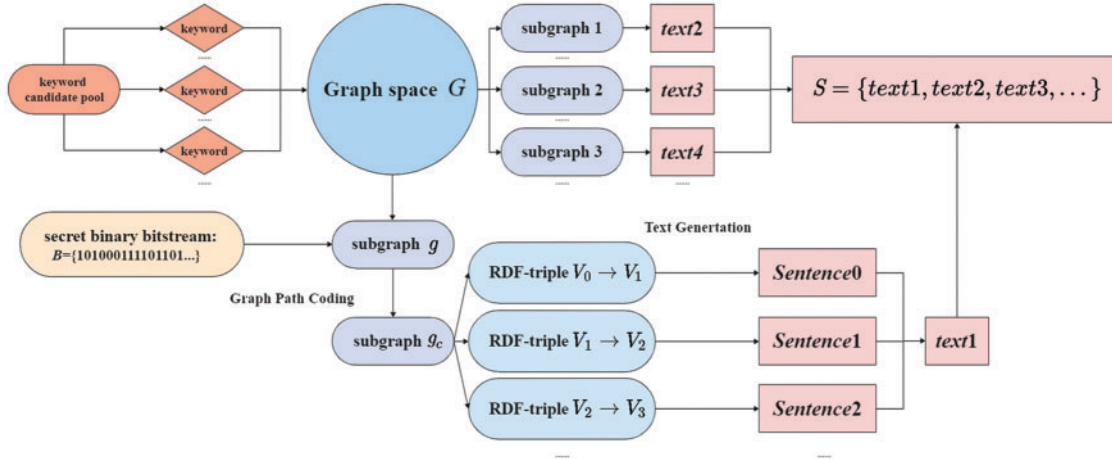 keyword
.....
keyword
candidate pool
keyword
.....
keyword
.....
Graph space G
subgraph 1
.....
subgraph 2
.....
subgraph 3
.....
text2
text3
text4
.....
S = {text1, text2, text3, . . . }
secret binary bitstream:
B={101000111101101...}
subgraph g
Graph Path Coding
subgraph g_c
Text Genertation
RDF-triple V₀ → V₁
RDF-triple V₁ → V₂
RDF-triple V₂ → V₃
.....
Sentence0
Sentence1
Sentence2
.....
text1